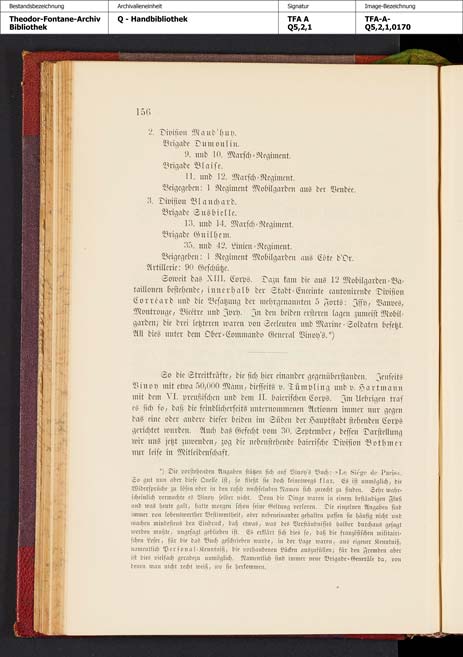 Bestandsbezeichnung
Theodor-Fontane-Archiv
Bibliothek
Archivalieneinheit
Q - Handbibliothek
Signatur
TFA A
Q5,2,1
Image-Bezeichnung
TFA-A-
Q5,2,1,0170
156
2. Division Maud'huy.
Brigade Dumoulin.
9. und 10. Marsch-Regiment.
Brigade Blaise.
11. und 12. Marsch-Regiment.
Beigegeben: 1 Regiment Mobilgarden aus der Vendée.
3. Division Blanchard.
Brigade Susbielle.
13. und 14. Marsch-Regiment.
Brigade Guilhem.
35. und 42. Linien-Regiment.
Beigegeben: 1 Regiment Mobilgarden aus Côte d'Or.
Artillerie: 90 Geschütze.
Soweit das XIII. Corps. Dazu kam die aus 12 Mobilgarden-Ba-
taillonen bestehende, innerhalb der Stadt-Enceinte cantonirende Division
Corréard und die Besatzung der mehrgenannten 5 Forts: Issy, Vanves,
Montrouge, Bicêtre und Ivry. In den beiden ersteren lagen zumeist Mobil-
garden; die drei letzteren waren von Seeleuten und Marine-Soldaten besetzt.
All dies unter dem Ober-Commando General Vinoy's.*)
So die Streitkräfte, die sich hier einander gegenüberstanden. Jenseits
Vinoy mit etwa 50,000 Mann, diesseits v. Tümpling und v. Hartmann
mit dem VI. preußischen und dem II. bairischen Corps. Im Uebrigen traf
es sich so, daß die feindlicherseits unternommenen Aktionen immer nur gegen
das eine oder andere dieser beiden im Süden der Hauptstadt stehenden Corps
gerichtet wurden. Auch das Gefecht vom 30. September, dessen Darstellung
wir uns jetzt zuwenden, zog die nebenstehende baierische Division Bothmer
nur leise in Mitleidenschaft.
*) Die vorstehenden Angaben stützen sich auf Vinoy's Buch: »Le Siége de Paris«.
So gut nun aber diese Quelle ist, so fließt sie doch keineswegs klar. Es ist unmöglich, die
Widersprüche zu lösen oder in den rasch wechselnden Namen sich zurecht zu finden. Sehr wahr-
scheinlich vermochte es Vinoy selber nicht. Denn die Dinge waren in einem beständigen Fluß
und was heute galt, hatte morgen schon seine Geltung verloren. Die einzelnen Angaben sind
immer von lobenswerther Bestimmtheit, aber nebeneinander gehalten passen sie häufig nicht und
machen mindestens den Eindruck, daß etwas, was des Verständnisses halber durchaus gesagt
werden mußte, ungesagt geblieben ist. Es erklärt sich dies so, daß die französischen militairi-
schen Leser, für die das Buch geschrieben wurde, in der Lage waren, aus eigener Kenntniß,
namentlich Personal-Kenntniß, die vorhandenen Lücken auszufüllen; für den Fremden aber
ist dies vielfach geradezu unmöglich. Namentlich sind immer neue Brigade-Generäle da, von
denen man nicht recht weiß, wo sie herkommen.